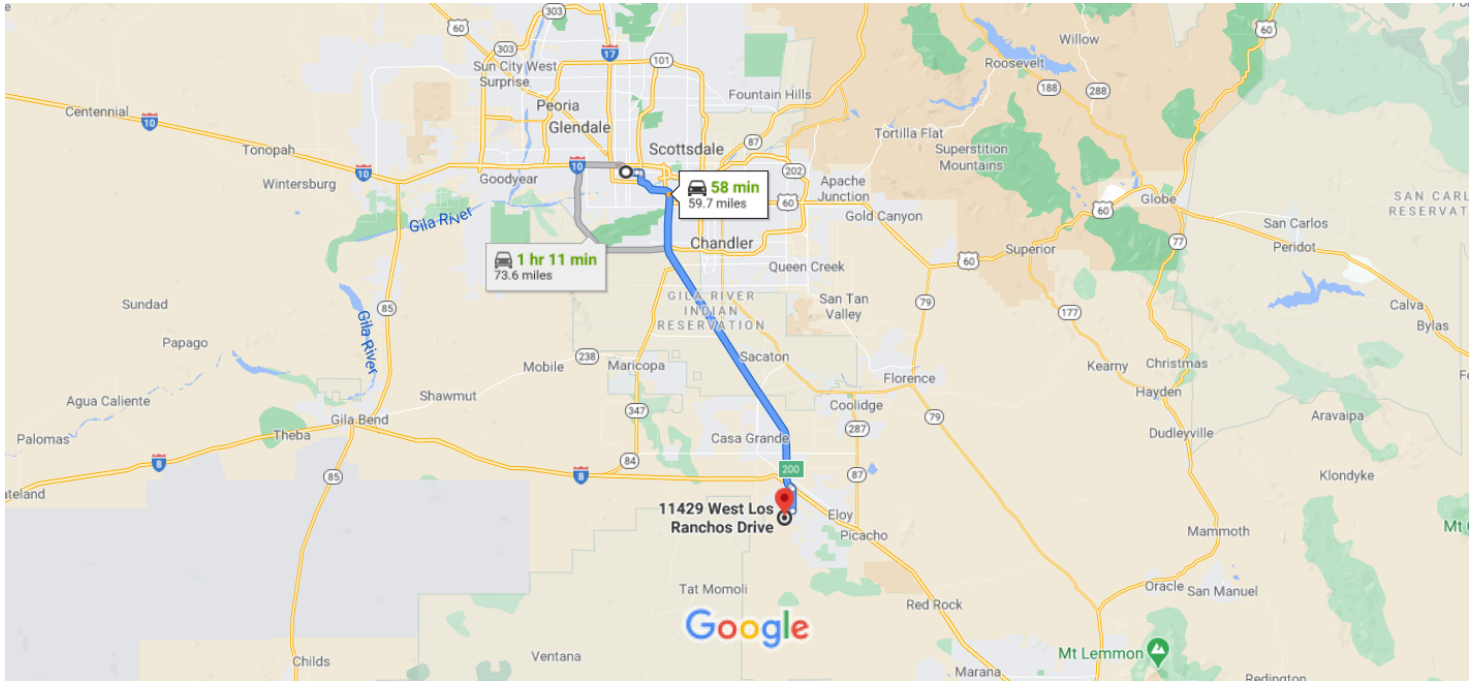 e
60
303
303
Sun City West
Surprise
17
101
Peoria
Glendale
Fountain Hills
87
Scottsdale
Willow
60
Roosevelt
188
288
Centennial
10
Tonopah
10
Wintersburg
Goodyear
10
Tortilla Flat
Superstition
Mountains
202
Apache
Junction
58 min
59.7 miles
60
Gold Canyon
60
Globe
SAN CARL
RESERVAT
San Carlos
Peridot
77
Gila River
1 hr 11 min
73.6 miles
Chandler
Queen Creek
Superior
60
GILA RIVER
INDIAN
RESERVATION
San Tan
Valley
79
177
Calva
Bylas
Sundad
85
Gila River
Papago
Mobile
238
Maricopa
Sacaton
Florence
Kearny
Christmas
Hayden
Agua Caliente
Shawmut
347
Coolidge
79
Aravaipa
Palomas
Theba
Gila Bend
Casa Grande
287
Dudleyville
8
84
8
200
87
Klondyke
ateland
85
11429 West Los
Ranchos Drive
Eloy
Picacho
Mammoth
Mt
Tat Momoli
Red Rock
Oracle
San Manuel
Google
Childs
Ventana
Marana
Mt Lemmon
Redington